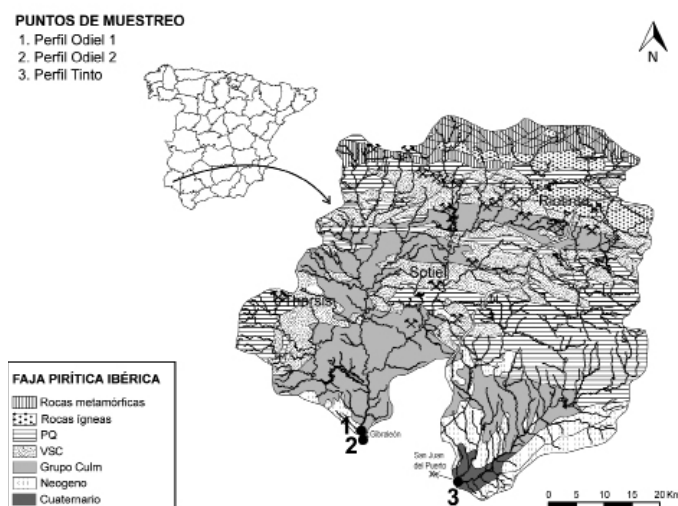 PUNTOS DE MUESTREO
1. Perfil Odiel 1
2. Perfil Odiel 2
3. Perfil Tinto
N
Riotinto
Sotiel
Tharsis
FAJA PIRÍTICA IBÉRICA
Rocas metamórficas
Rocas ígneas
PQ
VSC
Grupo Culm
Neogeno
Cuaternario
1
2
Gibraleón
San Juan
del Puerto
3
0 5 10 15 20 Km